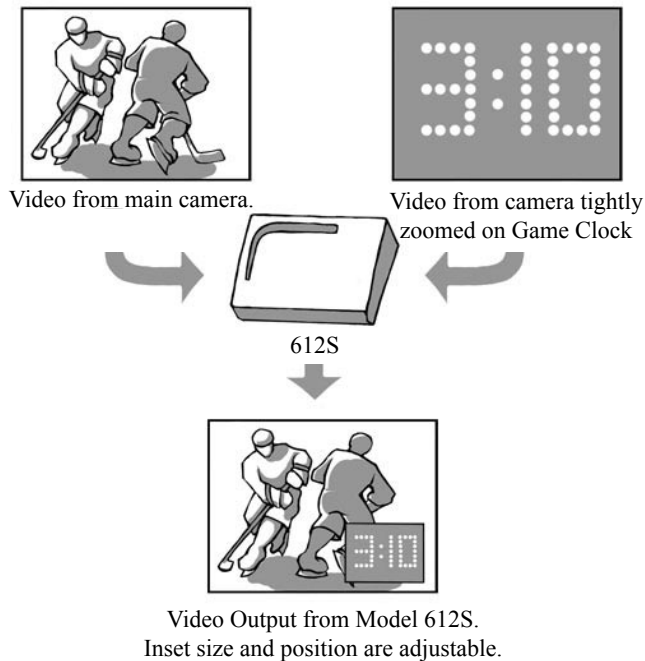 3:10
Video from main camera.
Video from camera tightly
zoomed on Game Clock
612S
3:10
Video Output from Model 612S.
Inset size and position are adjustable.